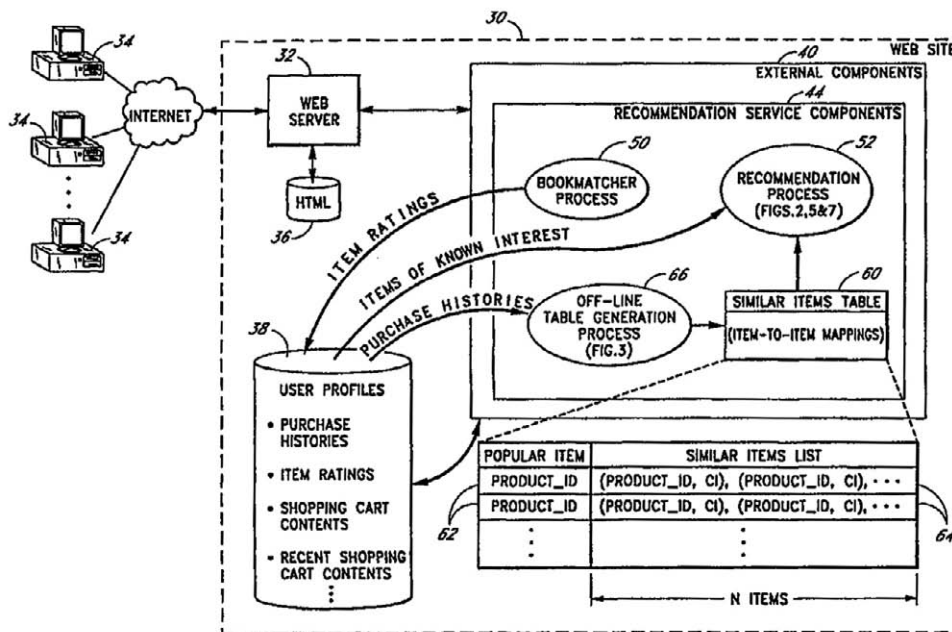 30
WEB SITE
34
32
40
EXTERNAL COMPONENTS
WEB
SERVER
44
RECOMMENDATION SERVICE COMPONENTS
34
INTERNET
50
BOOKMATCHER
PROCESS
52
RECOMMENDATION
PROCESS
(FIGS.2,5&7)
HTML
36
34
ITEM RATINGS
ITEMS OF KNOWN INTEREST
PURCHASE HISTORIES
66
OFF-LINE
TABLE GENERATION
PROCESS
(FIG.3)
60
SIMILAR ITEMS TABLE
(ITEM-TO-ITEM MAPPINGS)
38
USER PROFILES
• PURCHASE
HISTORIES
• ITEM RATINGS
• SHOPPING CART
CONTENTS
• RECENT SHOPPING
CART CONTENTS
POPULAR ITEM SIMILAR ITEMS LIST
PRODUCT_ID (PRODUCT_ID, CI), (PRODUCT_ID, CI), ···
PRODUCT_ID (PRODUCT_ID, CI), (PRODUCT_ID, CI), ···
62
64
N ITEMS